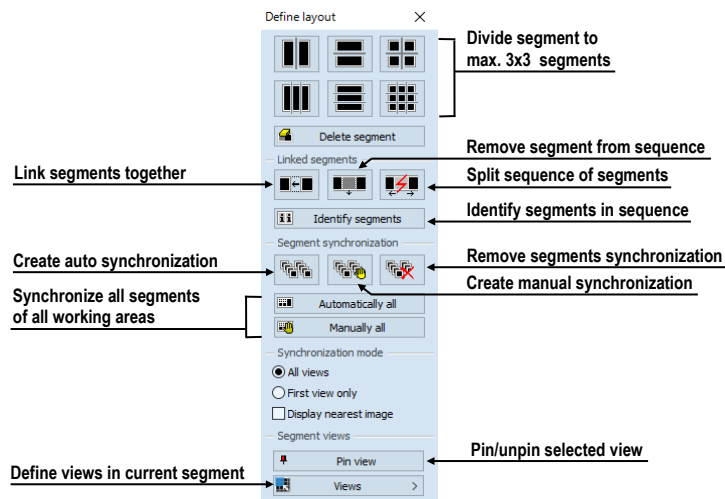 Define layout
Divide segment to
max. 3x3 segments
Delete segment
Linked segments
Remove segment from sequence
Link segments together
Split sequence of segments
Identify segments
Identify segments in sequence
Segment synchronization
Create auto synchronization
Remove segments synchronization
Create manual synchronization
Synchronize all segments
of all working areas
Automatically all
Manually all
Synchronization mode
All views
First view only
Display nearest image
Segment views
Pin view
Pin/unpin selected view
Define views in current segment
Views